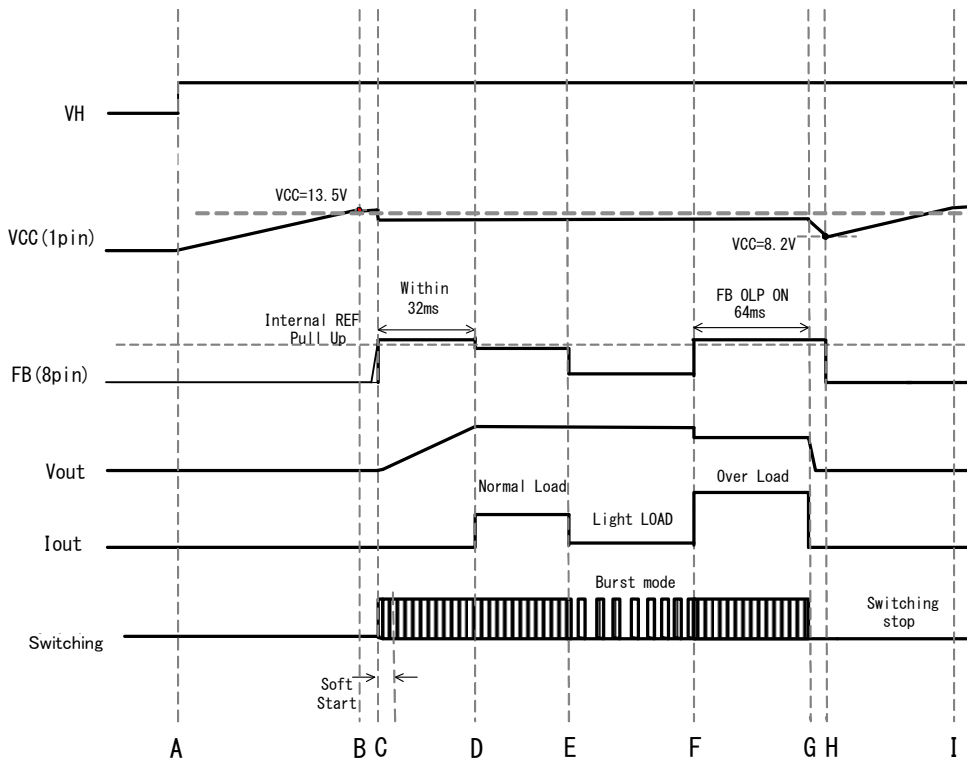 VH
VCC=13.5V
VCC(1pin)
VCC=8.2V
Within
32ms
FB OLP ON
64ms
Internal REF
Pull Up
FB(8pin)
Vout
Normal Load
Over Load
Light LOAD
Iout
Burst mode
Switching
stop
Switching
Soft
Start
A B C D E F G H I